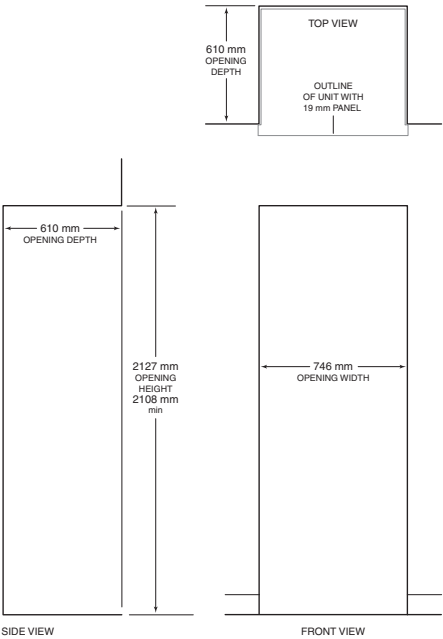 TOP VIEW
610 mm
OPENING
DEPTH
OUTLINE
OF UNIT WITH
19 mm PANEL
610 mm
OPENING DEPTH
2127 mm
OPENING
HEIGHT
2108 mm
min
746 mm
OPENING WIDTH
SIDE VIEW
FRONT VIEW